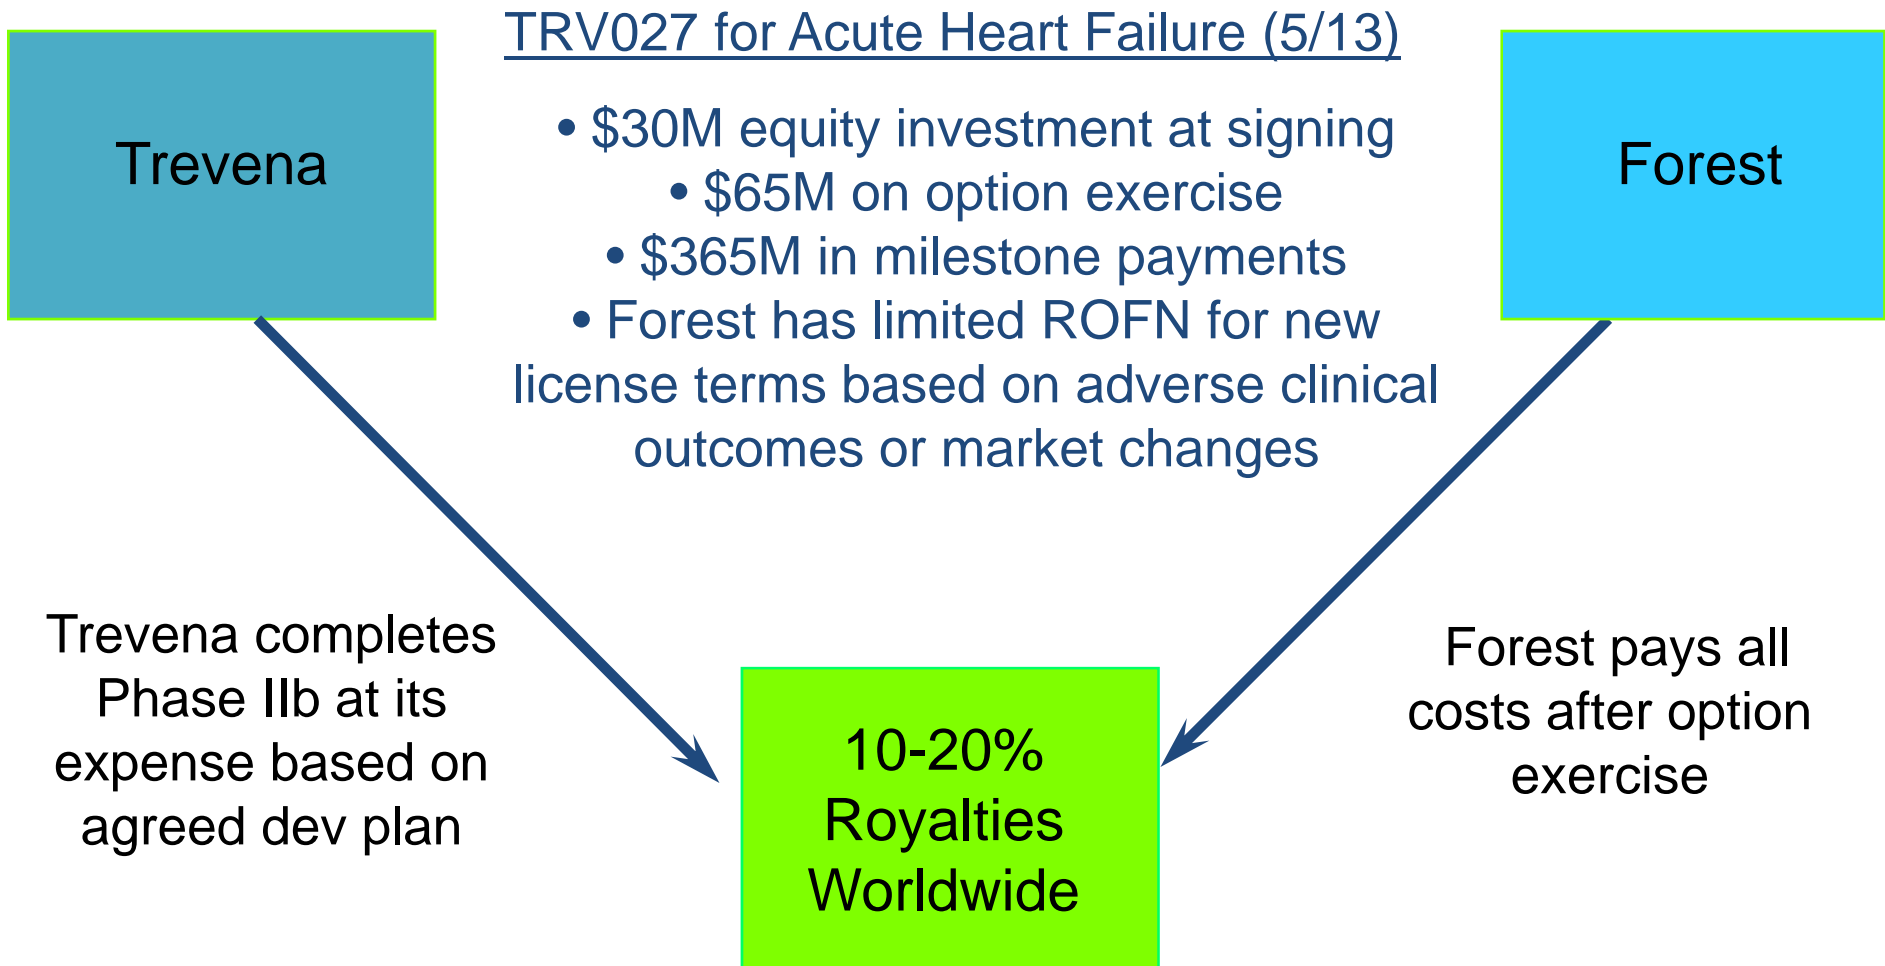 TRV027 for Acute Heart Failure (5/13)
Trevena
• $30M equity investment at signing
• $65M on option exercise
• $365M in milestone payments
• Forest has limited ROFN for new
license terms based on adverse clinical
outcomes or market changes
Forest
Trevena completes
Phase IIb at its
expense based on
agreed dev plan
10-20%
Royalties
Worldwide
Forest pays all
costs after option
exercise